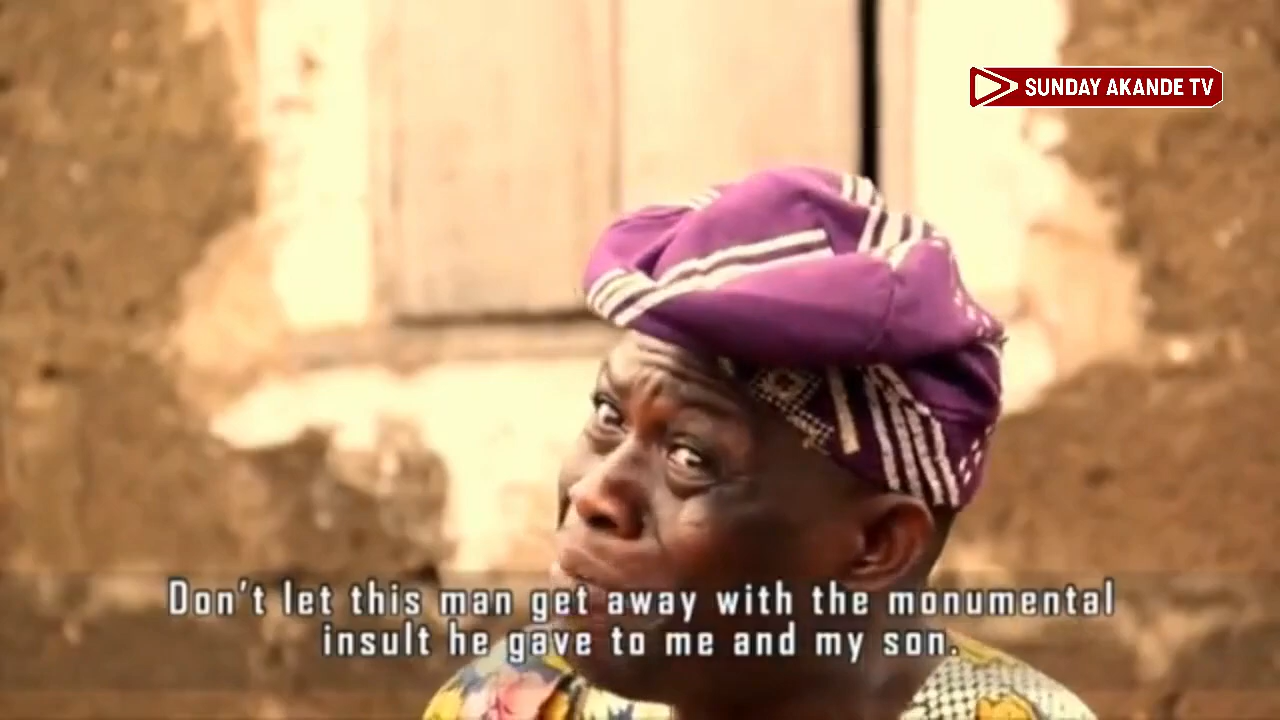 SUNDAY AKANDE TV
Don't let this man get away with the monumental
insult he gave to me and my son.